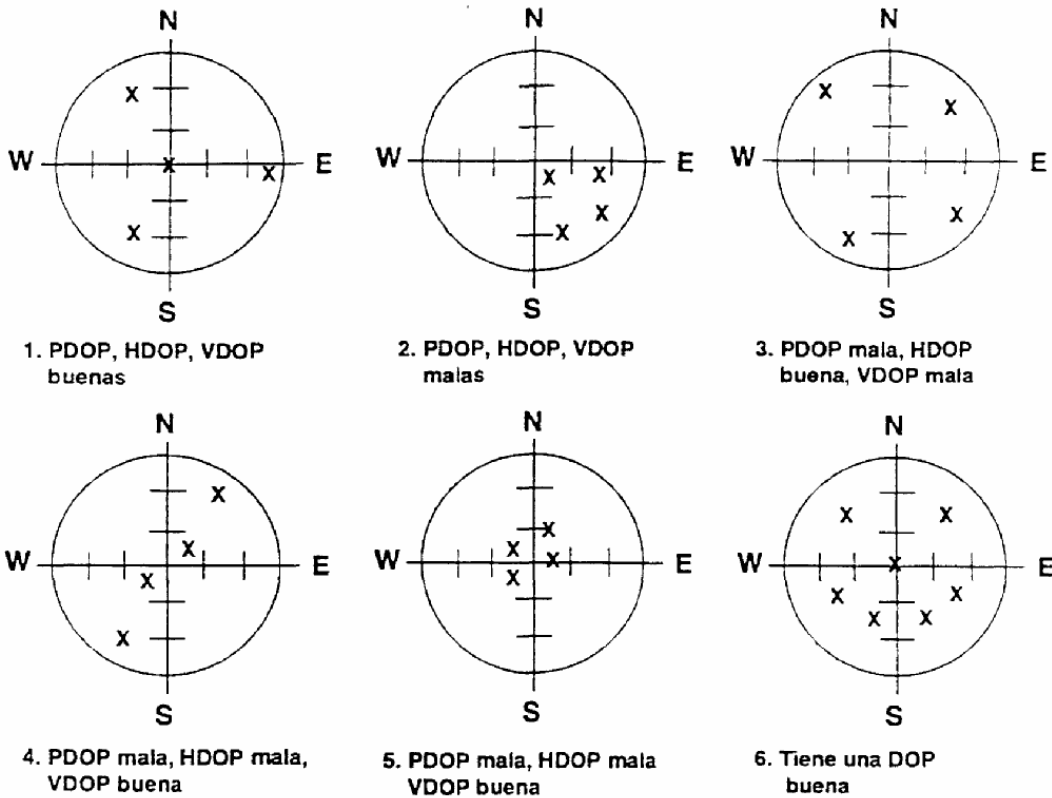 N
W
E
S
1. PDOP, HDOP, VDOP
buenas
N
W
E
S
2. PDOP, HDOP, VDOP
malas
N
W
E
S
3. PDOP mala, HDOP
buena, VDOP mala
N
W
E
S
4. PDOP mala, HDOP mala,
VDOP buena
N
W
E
S
5. PDOP mala, HDOP mala
VDOP buena
N
W
E
S
6. Tiene una DOP
buena